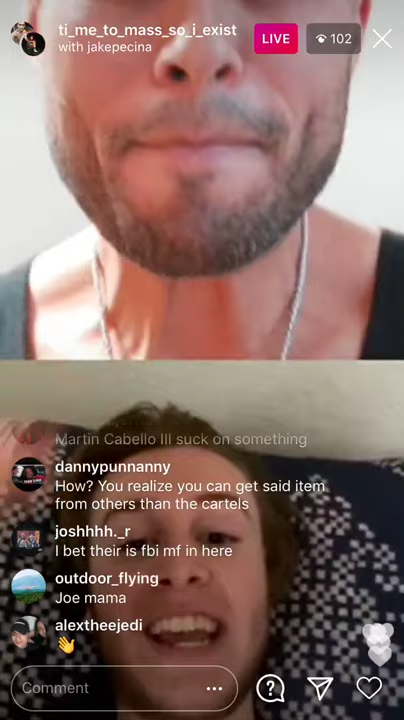 ti_me_to_mass_so_i_exist
with jakepecina
LIVE
102
Martin Cabello III suck on something
dannypunnanny
How? You realize you can get said item
from others than the cartels
joshhhh._r
I bet their is fbi mf in here
outdoor_flying
Joe mama
alextheejedi
👋
Comment